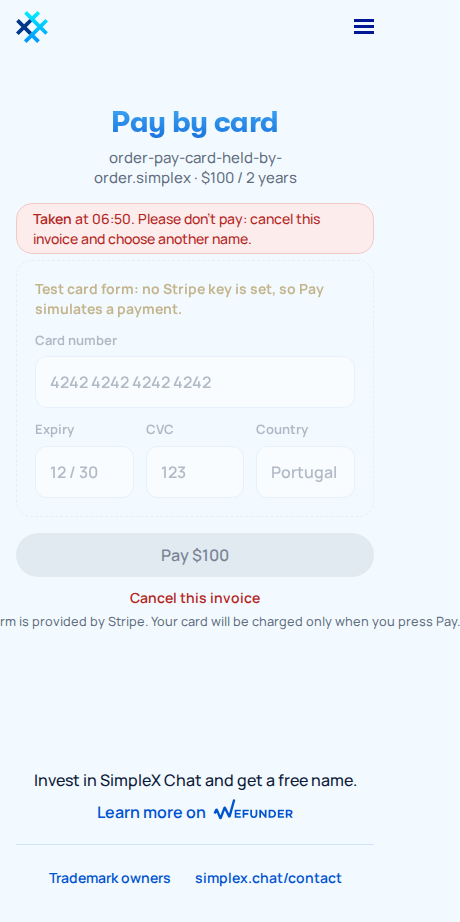 Pay by card
order-pay-card-held-by-
order.simplex · $100 / 2 years
Taken at 06:50. Please don't pay: cancel this
invoice and choose another name.
Test card form: no Stripe key is set, so Pay
simulates a payment.
Card number
4242 4242 4242 4242
Expiry CVC Country
12 / 30 123 Portugal
Pay $100
Cancel this invoice
rm is provided by Stripe. Your card will be charged only when you press Pay.
Invest in SimpleX Chat and get a free name.
Learn more on WEFUNDER
Trademark owners simplex.chat/contact